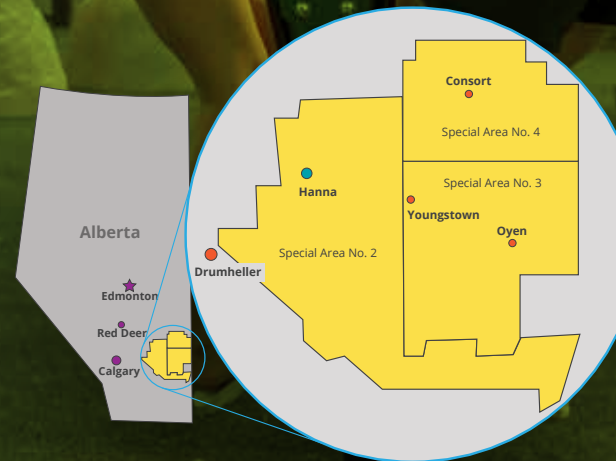 Alberta
Edmonton
Red Deer
Calgary
Consort
Special Area No. 4
Hanna
Special Area No. 3
Youngstown
Oyen
Special Area No. 2
Drumheller